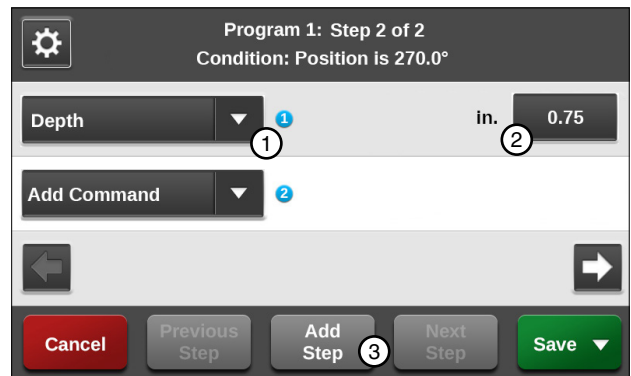 Program 1: Step 2 of 2
Condition: Position is 270.0°
Depth 1 in. 0.75
1 2
Add Command 2
Cancel Previous Step Add Step 3 Next Step Save